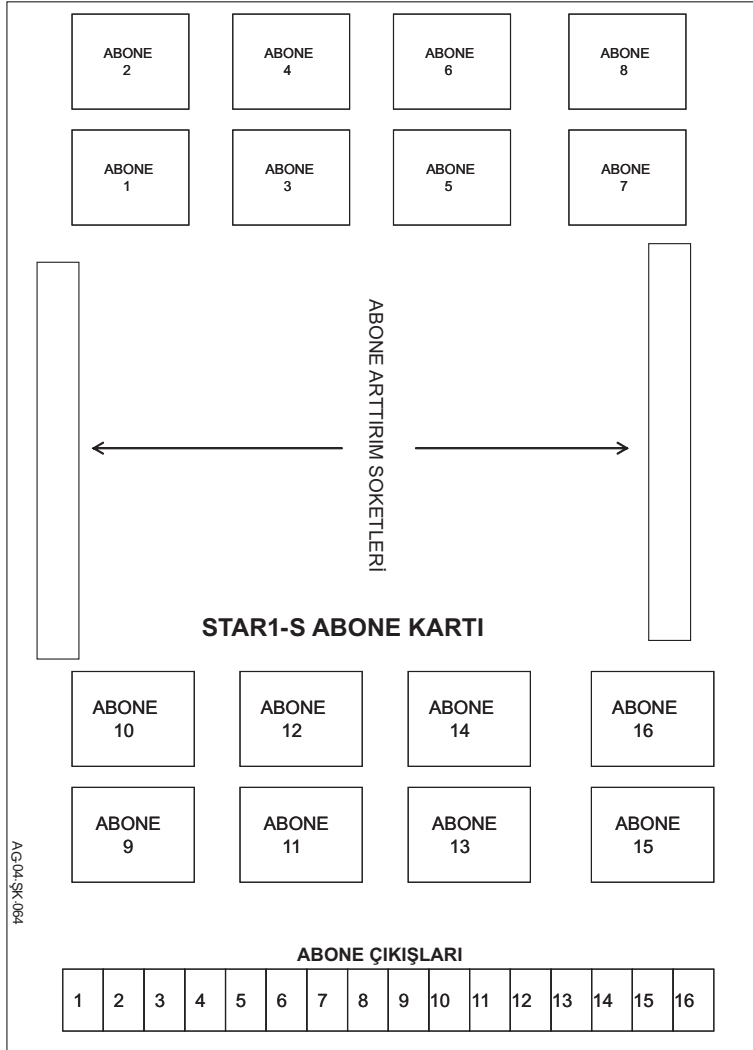 ABONE
2
ABONE
4
ABONE
6
ABONE
8
ABONE
1
ABONE
3
ABONE
5
ABONE
7
ABONE ARTTIRIM SOKETLERİ
STAR1-S ABONE KARTI
ABONE
10
ABONE
12
ABONE
14
ABONE
16
ABONE
9
ABONE
11
ABONE
13
ABONE
15
AG-04-ŞK-064
ABONE ÇIKIŞLARI
1 2 3 4 5 6 7 8 9 10 11 12 13 14 15 16